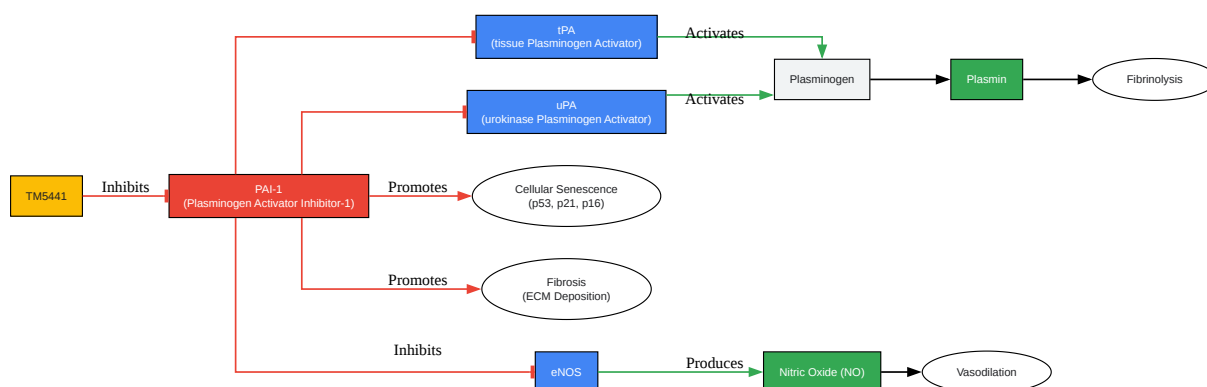 tPA
(tissue Plasminogen Activator)
Activates
Plasminogen
Plasmin
Fibrinolysis
uPA
(urokinase Plasminogen Activator)
Activates
TM5441
Inhibits
PAI-1
(Plasminogen Activator Inhibitor-1)
Promotes
Cellular Senescence
(p53, p21, p16)
Promotes
Fibrosis
(ECM Deposition)
Inhibits
eNOS
Produces
Nitric Oxide (NO)
Vasodilation